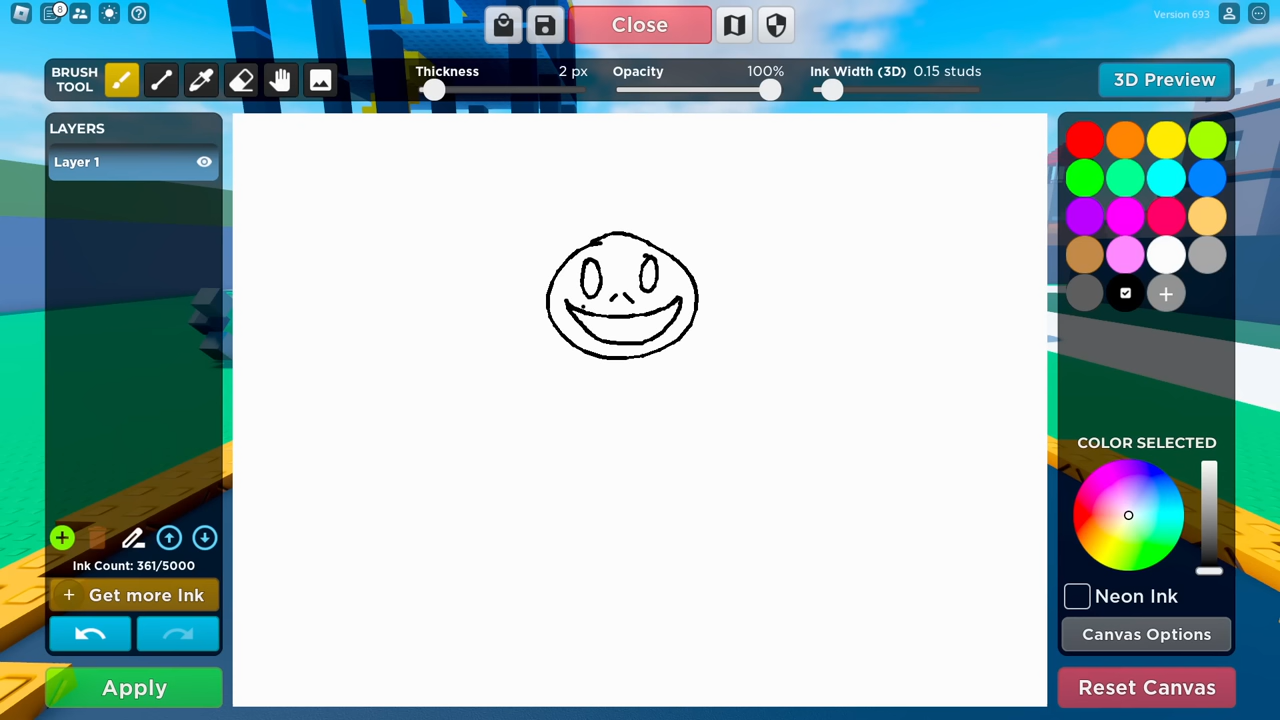 8
Close
Version 693
BRUSH
TOOL
Thickness 2 px
Opacity 100%
Ink Width (3D) 0.15 studs
3D Preview
LAYERS
Layer 1
COLOR SELECTED
Ink Count: 361/5000
+ Get more Ink
Neon Ink
Canvas Options
Apply
Reset Canvas